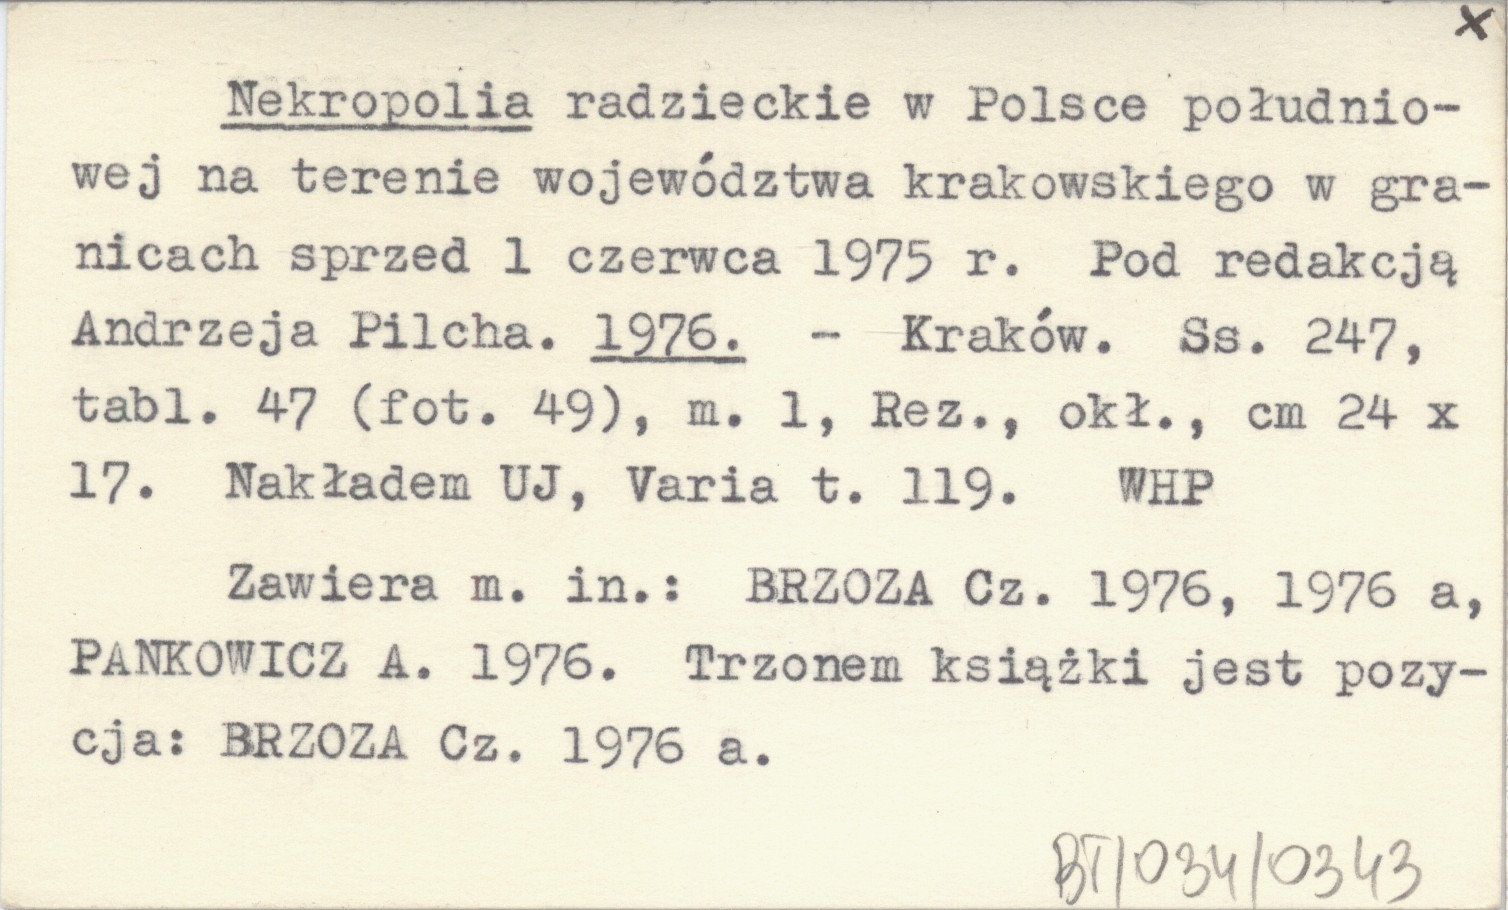 x
Nekropolia radzieckie w Polsce południo-
wej na terenie województwa krakowskiego w gra-
nicach sprzed 1 czerwca 1975 r. Pod redakcją
Andrzeja Pilcha. 1976. - Kraków. Ss. 247,
tabl. 47 (fot. 49), m. 1, Rez., okł., cm 24 x
17. Nakładem UJ, Varia t. 119. WHP
Zawiera m. in.: BRZOZA Cz. 1976, 1976 a,
PANKOWICZ A. 1976. Trzonem książki jest pozy-
cja: BRZOZA Cz. 1976 a.
BT/034/0343